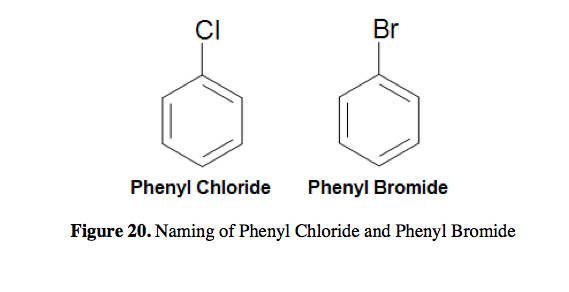 Cl Br
Phenyl Chloride Phenyl Bromide
Figure 20. Naming of Phenyl Chloride and Phenyl Bromide